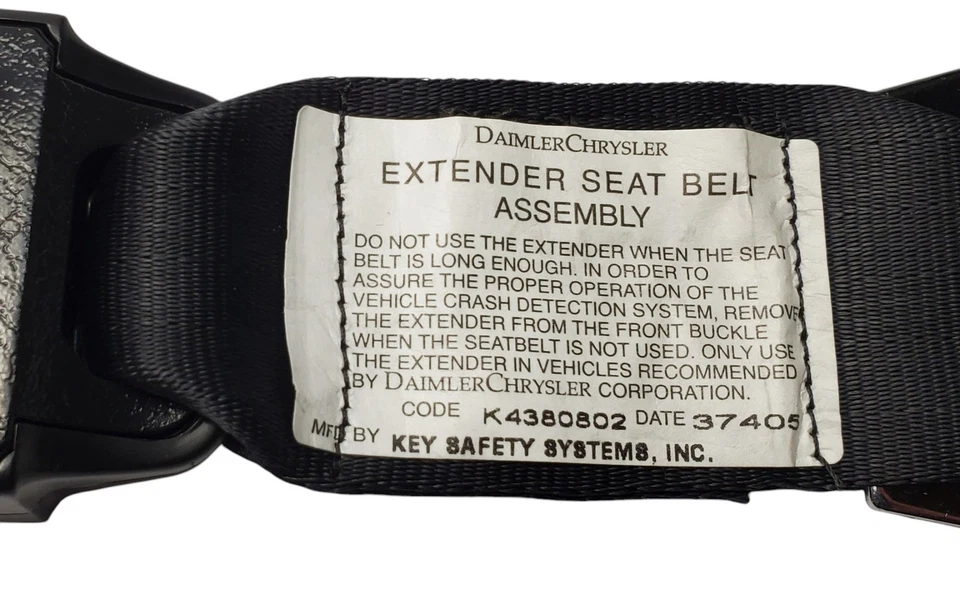 DAIMLERCHRYSLER
EXTENDER SEAT BELT
ASSEMBLY
DO NOT USE THE EXTENDER WHEN THE SEAT
BELT IS LONG ENOUGH. IN ORDER TO
ASSURE THE PROPER OPERATION OF THE
VEHICLE CRASH DETECTION SYSTEM, REMOVE
THE EXTENDER FROM THE FRONT BUCKLE
WHEN THE SEATBELT IS NOT USED. ONLY USE
THE EXTENDER IN VEHICLES RECOMMENDED
BY DAIMLERCHRYSLER CORPORATION.
CODE K4380802 DATE 37405
MFD BY KEY SAFETY SYSTEMS, INC.